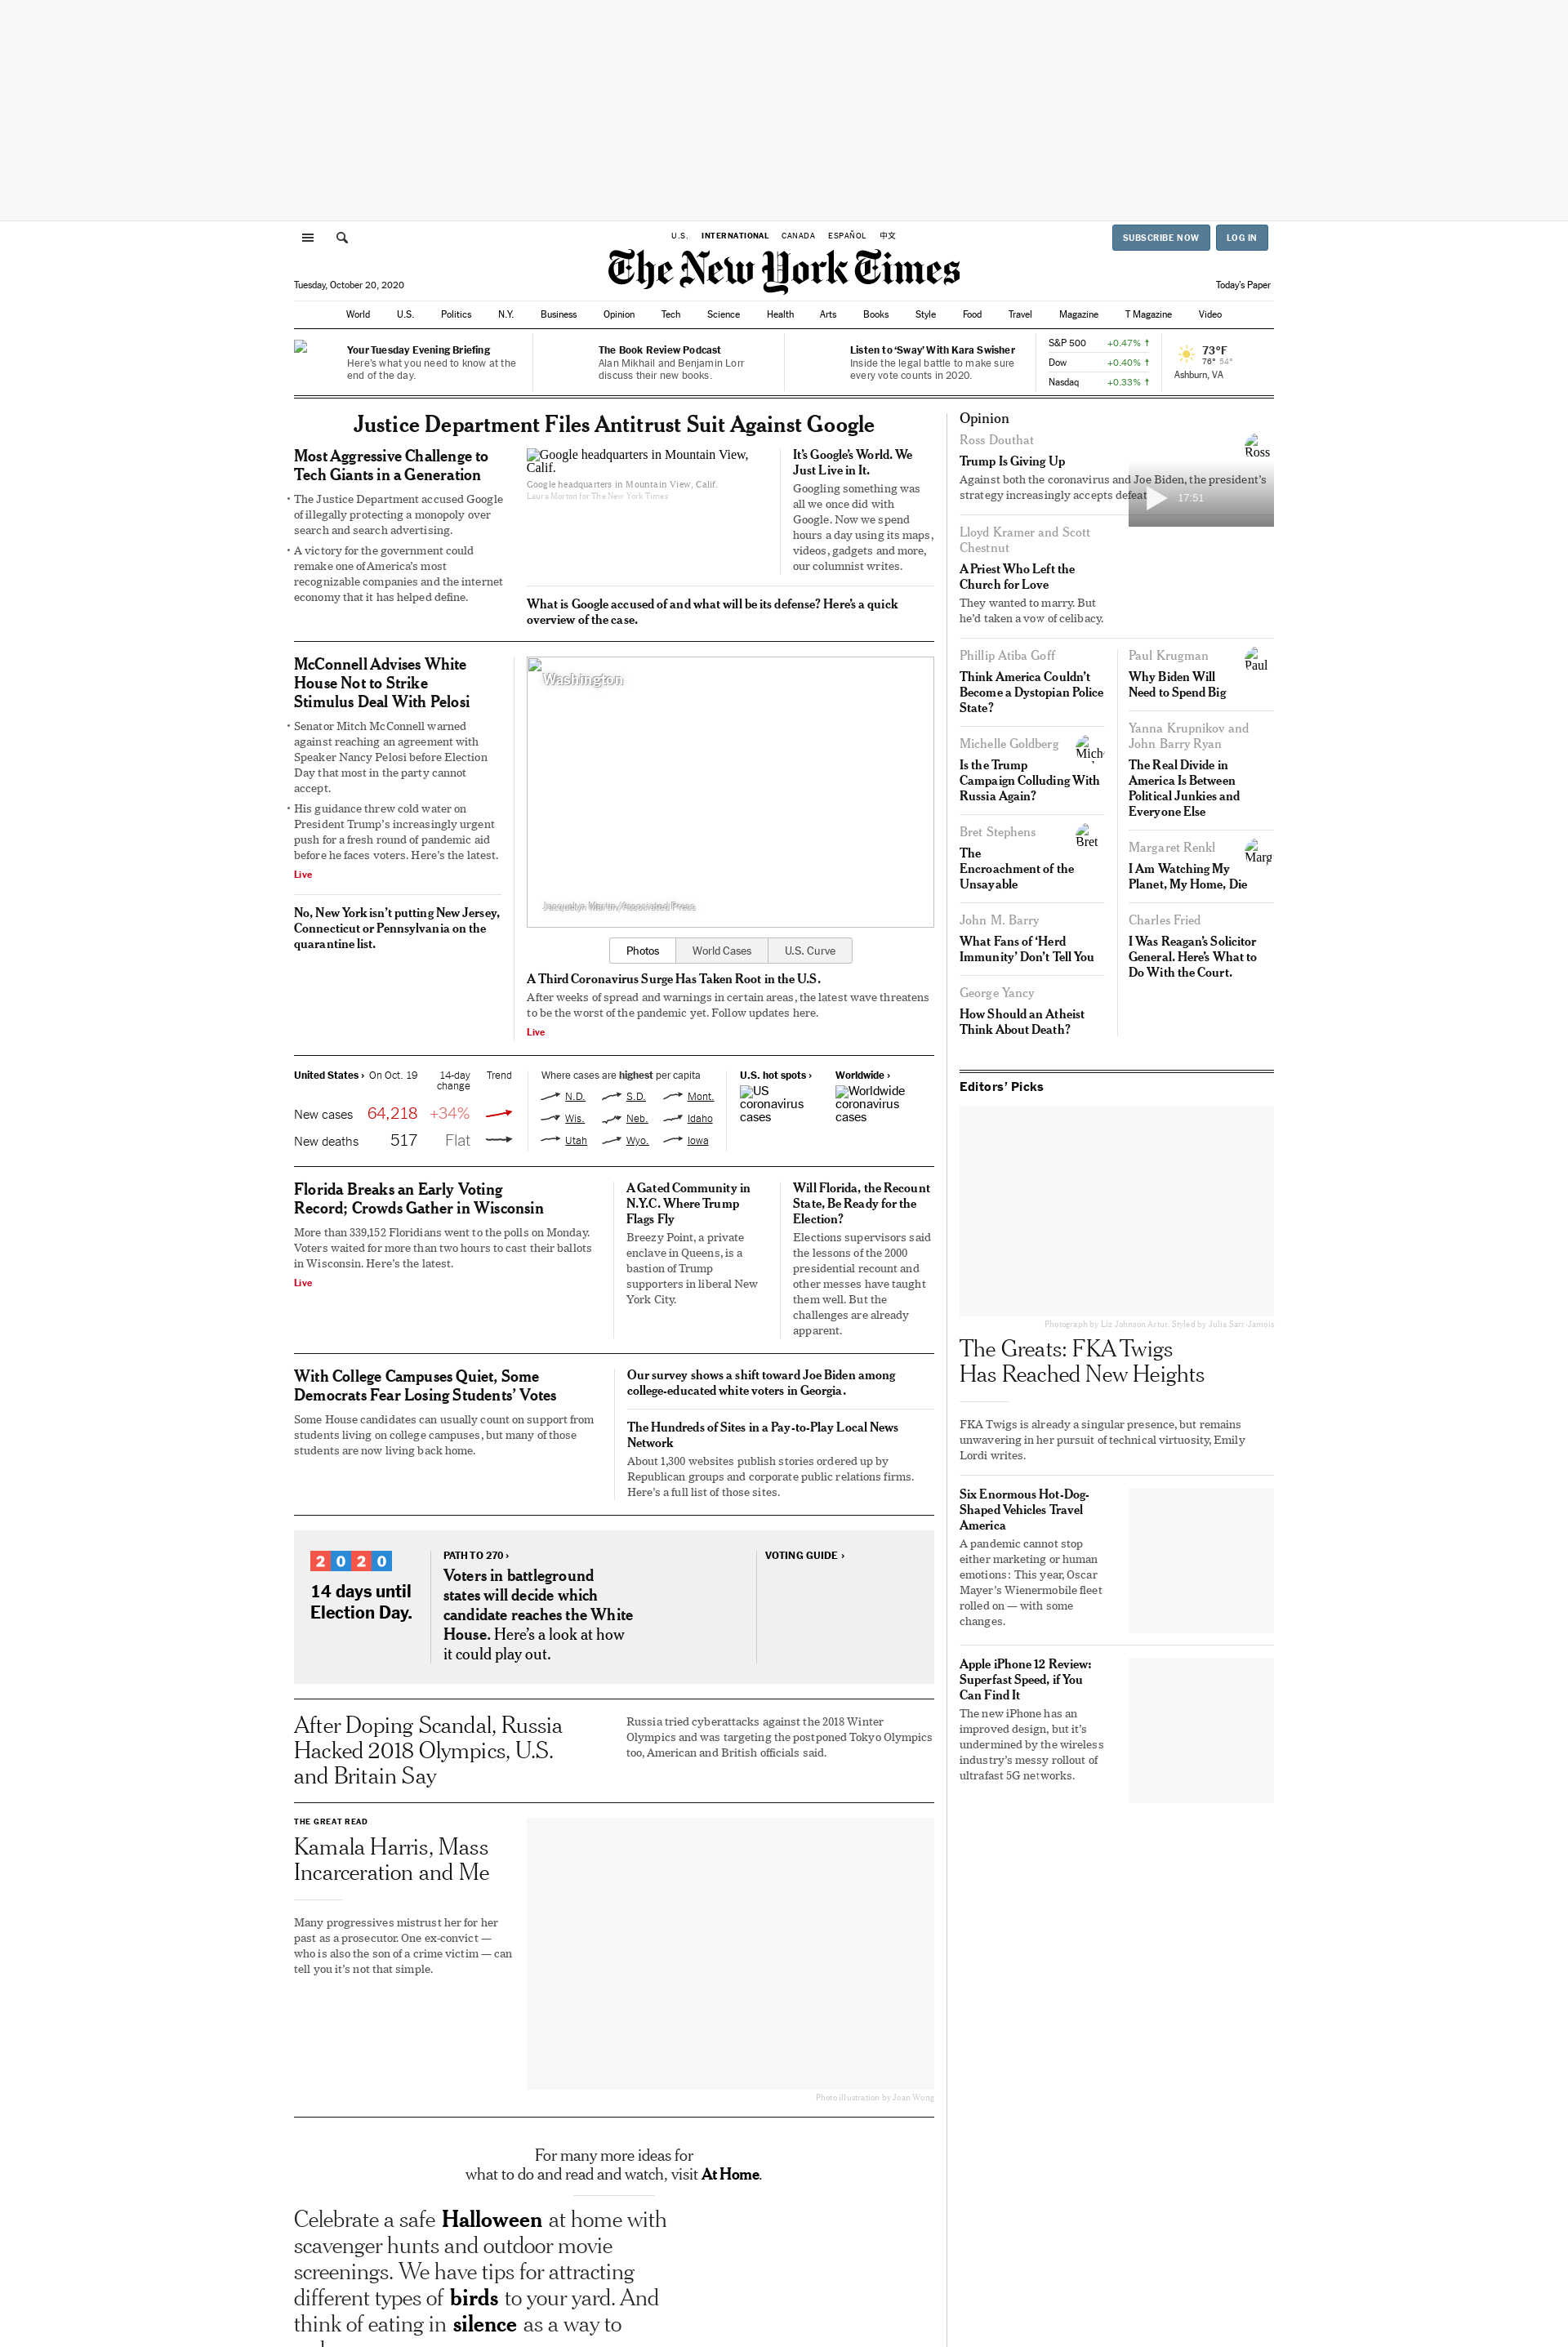 U.S. INTERNATIONAL CANADA ESPAÑOL 中文
SUBSCRIBE NOW LOG IN
The New York Times
Tuesday, October 20, 2020
Today's Paper
World U.S. Politics N.Y. Business Opinion Tech Science Health Arts Books Style Food Travel Magazine T Magazine Video
Your Tuesday Evening Briefing
Here's what you need to know at the
end of the day.
The Book Review Podcast
Alan Mikhail and Benjamin Lorr
discuss their new books.
Listen to ‘Sway’ With Kara Swisher
Inside the legal battle to make sure
every vote counts in 2020.
S&P 500 +0.47% ↑
Dow +0.40% ↑
Nasdaq +0.33% ↑
73°F
76° 54°
Ashburn, VA
Justice Department Files Antitrust Suit Against Google
Most Aggressive Challenge to
Tech Giants in a Generation
• The Justice Department accused Google
of illegally protecting a monopoly over
search and search advertising.
• A victory for the government could
remake one of America's most
recognizable companies and the internet
economy that it has helped define.
Google headquarters in Mountain View,
Calif.
Google headquarters in Mountain View, Calif.
Laura Morton for The New York Times
It's Google's World. We
Just Live in It.
Googling something was
all we once did with
Google. Now we spend
hours a day using its maps,
videos, gadgets and more,
our columnist writes.
What is Google accused of and what will be its defense? Here's a quick
overview of the case.
McConnell Advises White
House Not to Strike
Stimulus Deal With Pelosi
• Senator Mitch McConnell warned
against reaching an agreement with
Speaker Nancy Pelosi before Election
Day that most in the party cannot
accept.
• His guidance threw cold water on
President Trump's increasingly urgent
push for a fresh round of pandemic aid
before he faces voters. Here's the latest.
Live
No, New York isn't putting New Jersey,
Connecticut or Pennsylvania on the
quarantine list.
Washington
Jacquelyn Martin/Associated Press
Photos World Cases U.S. Curve
A Third Coronavirus Surge Has Taken Root in the U.S.
After weeks of spread and warnings in certain areas, the latest wave threatens
to be the worst of the pandemic yet. Follow updates here.
Live
United States › On Oct. 19 14-day Trend
change
New cases 64,218 +34%
New deaths 517 Flat
Where cases are highest per capita
N.D. S.D. Mont.
Wis. Neb. Idaho
Utah Wyo. Iowa
U.S. hot spots ›
US
coronavirus
cases
Worldwide ›
Worldwide
coronavirus
cases
Florida Breaks an Early Voting
Record; Crowds Gather in Wisconsin
More than 339,152 Floridians went to the polls on Monday.
Voters waited for more than two hours to cast their ballots
in Wisconsin. Here's the latest.
Live
A Gated Community in
N.Y.C. Where Trump
Flags Fly
Breezy Point, a private
enclave in Queens, is a
bastion of Trump
supporters in liberal New
York City.
Will Florida, the Recount
State, Be Ready for the
Election?
Elections supervisors said
the lessons of the 2000
presidential recount and
other messes have taught
them well. But the
challenges are already
apparent.
With College Campuses Quiet, Some
Democrats Fear Losing Students' Votes
Some House candidates can usually count on support from
students living on college campuses, but many of those
students are now living back home.
Our survey shows a shift toward Joe Biden among
college-educated white voters in Georgia.
The Hundreds of Sites in a Pay-to-Play Local News
Network
About 1,300 websites publish stories ordered up by
Republican groups and corporate public relations firms.
Here's a full list of those sites.
2020
14 days until
Election Day.
PATH TO 270 ›
Voters in battleground
states will decide which
candidate reaches the White
House. Here's a look at how
it could play out.
VOTING GUIDE ›
After Doping Scandal, Russia
Hacked 2018 Olympics, U.S.
and Britain Say
Russia tried cyberattacks against the 2018 Winter
Olympics and was targeting the postponed Tokyo Olympics
too, American and British officials said.
THE GREAT READ
Kamala Harris, Mass
Incarceration and Me
Many progressives mistrust her for her
past as a prosecutor. One ex-convict —
who is also the son of a crime victim — can
tell you it's not that simple.
Photo illustration by Joan Wong
For many more ideas for
what to do and read and watch, visit At Home.
Celebrate a safe Halloween at home with
scavenger hunts and outdoor movie
screenings. We have tips for attracting
different types of birds to your yard. And
think of eating in silence as a way to
Opinion
Ross Douthat
Ross
Trump Is Giving Up
Against both the coronavirus and Joe Biden, the president's
strategy increasingly accepts defeat
17:51
Lloyd Kramer and Scott
Chestnut
A Priest Who Left the
Church for Love
They wanted to marry. But
he'd taken a vow of celibacy.
Phillip Atiba Goff
Think America Couldn't
Become a Dystopian Police
State?
Michelle Goldberg
Mich
Is the Trump
Campaign Colluding With
Russia Again?
Bret Stephens
Bret
The
Encroachment of the
Unsayable
John M. Barry
What Fans of ‘Herd
Immunity’ Don't Tell You
George Yancy
How Should an Atheist
Think About Death?
Paul Krugman
Paul
Why Biden Will
Need to Spend Big
Yanna Krupnikov and
John Barry Ryan
The Real Divide in
America Is Between
Political Junkies and
Everyone Else
Margaret Renkl
Marg
I Am Watching My
Planet, My Home, Die
Charles Fried
I Was Reagan's Solicitor
General. Here's What to
Do With the Court.
Editors' Picks
Photograph by Liz Johnson Artur. Styled by Julia Sarr-Jamois
The Greats: FKA Twigs
Has Reached New Heights
FKA Twigs is already a singular presence, but remains
unwavering in her pursuit of technical virtuosity, Emily
Lordi writes.
Six Enormous Hot-Dog-
Shaped Vehicles Travel
America
A pandemic cannot stop
either marketing or human
emotions: This year, Oscar
Mayer's Wienermobile fleet
rolled on — with some
changes.
Apple iPhone 12 Review:
Superfast Speed, if You
Can Find It
The new iPhone has an
improved design, but it's
undermined by the wireless
industry's messy rollout of
ultrafast 5G networks.